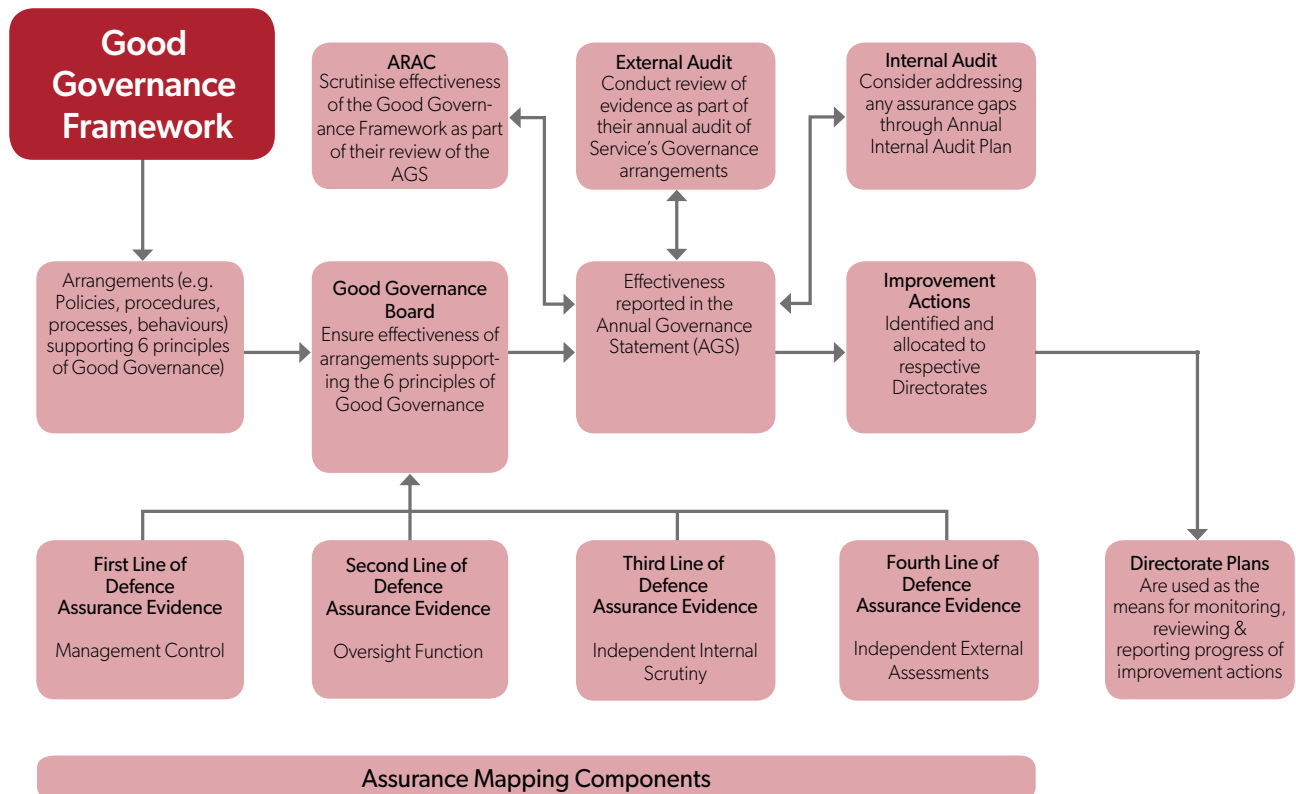 Good
Governance
Framework
ARAC
Scrutinise effectiveness
of the Good Govern-
ance Framework as part
of their review of the
AGS
External Audit
Conduct review of
evidence as part of
their annual audit of
Service’s Governance
arrangements
Internal Audit
Consider addressing
any assurance gaps
through Annual
Internal Audit Plan
Arrangements (e.g.
Policies, procedures,
processes, behaviours)
supporting 6 principles
of Good Governance)
Good Governance
Board
Ensure effectiveness of
arrangements support-
ing the 6 principles of
Good Governance
Effectiveness
reported in the
Annual Governance
Statement (AGS)
Improvement
Actions
Identified and
allocated to
respective
Directorates
First Line of
Defence
Assurance Evidence
Management Control
Second Line of
Defence
Assurance Evidence
Oversight Function
Third Line of
Defence
Assurance Evidence
Independent Internal
Scrutiny
Fourth Line of
Defence
Assurance Evidence
Independent External
Assessments
Directorate Plans
Are used as the
means for monitoring,
reviewing &
reporting progress of
improvement actions
Assurance Mapping Components